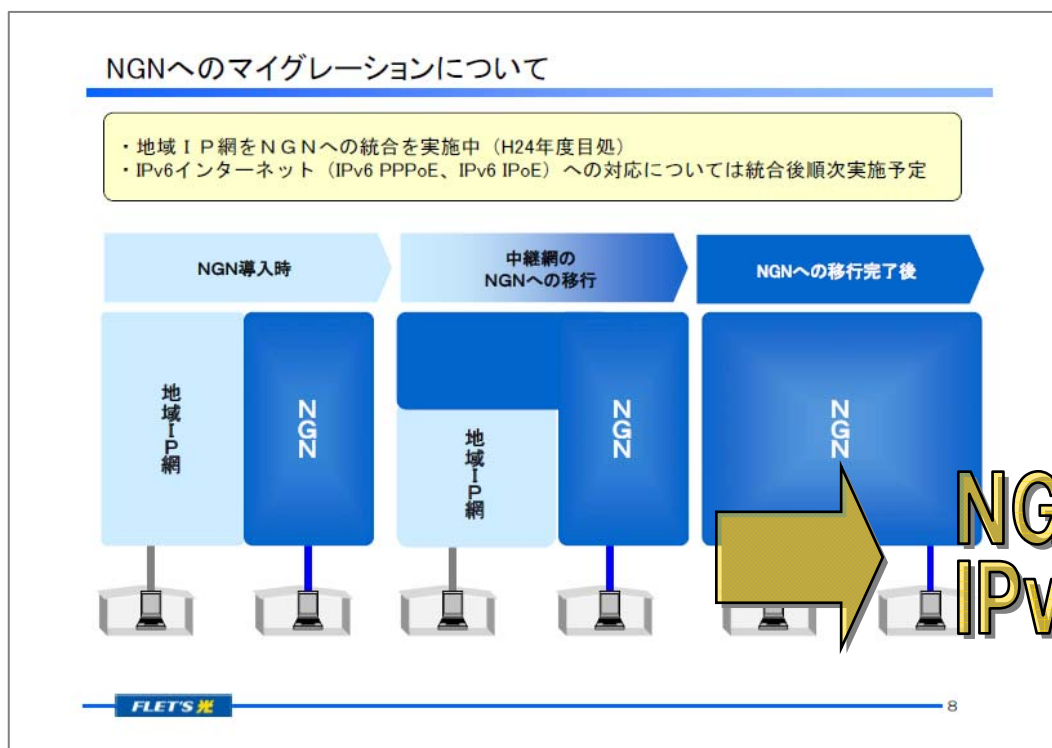 NGNへのマイグレーションについて
・地域ＩＰ網をＮＧＮへの統合を実施中（H24年度目処）
・IPv6インターネット（IPv6 PPPoE、IPv6 IPoE）への対応については統合後順次実施予定
NGN導入時
中継網の
NGNへの移行
NGNへの移行完了後
地域ＩＰ網
ＮＧＮ
地域ＩＰ網
ＮＧＮ
ＮＧＮ
NG
IPv
FLET'S 光
8